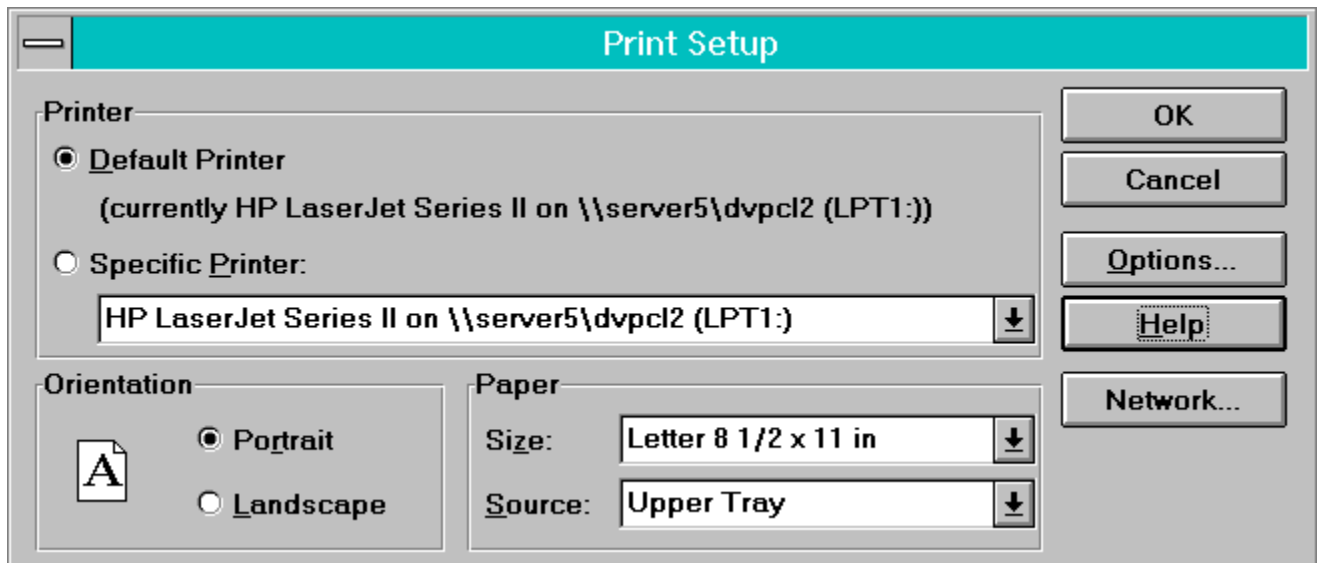 Print Setup
Printer
Default Printer
(currently HP LaserJet Series II on \\server5\dvpcl2 (LPT1:))
Specific Printer:
HP LaserJet Series II on \\server5\dvpcl2 (LPT1:)
OK
Cancel
Options...
Help
Network...
Orientation
A
Portrait
Landscape
Paper
Size: Letter 8 1/2 x 11 in
Source: Upper Tray